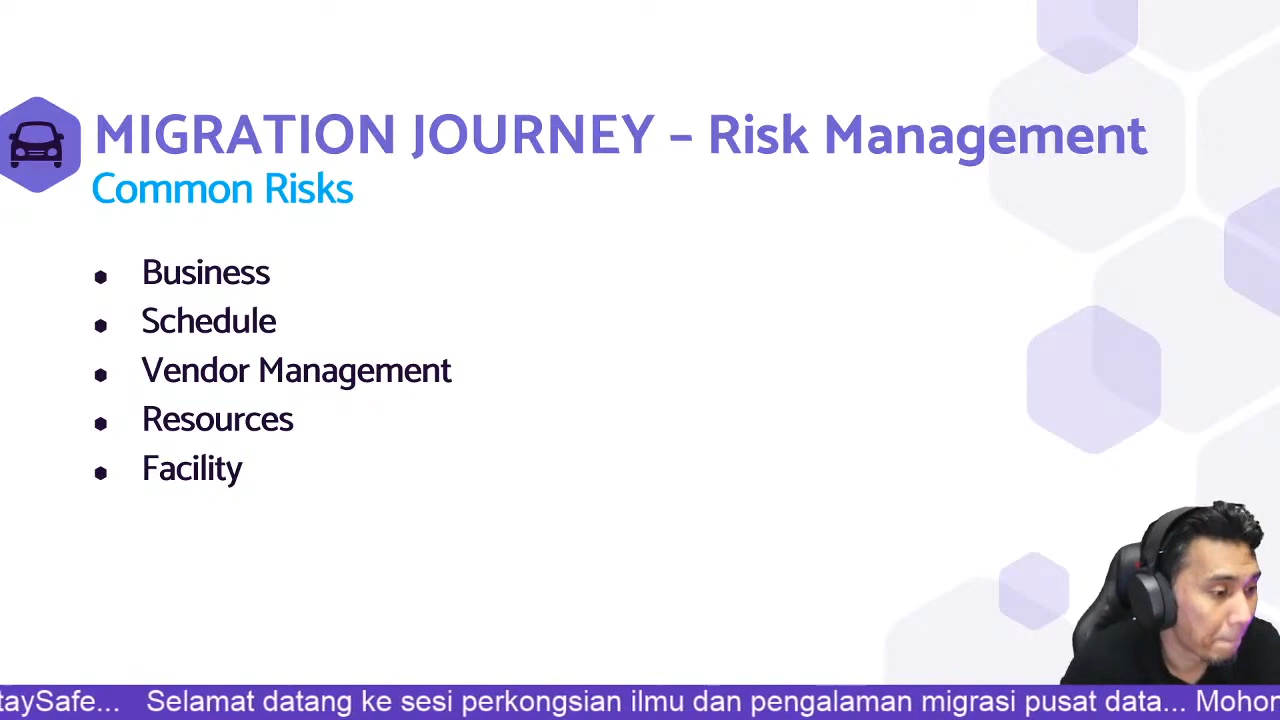 MIGRATION JOURNEY – Risk Management
Common Risks
Business
Schedule
Vendor Management
Resources
Facility
taySafe... Selamat datang ke sesi perkongsian ilmu dan pengalaman migrasi pusat data... Mohon